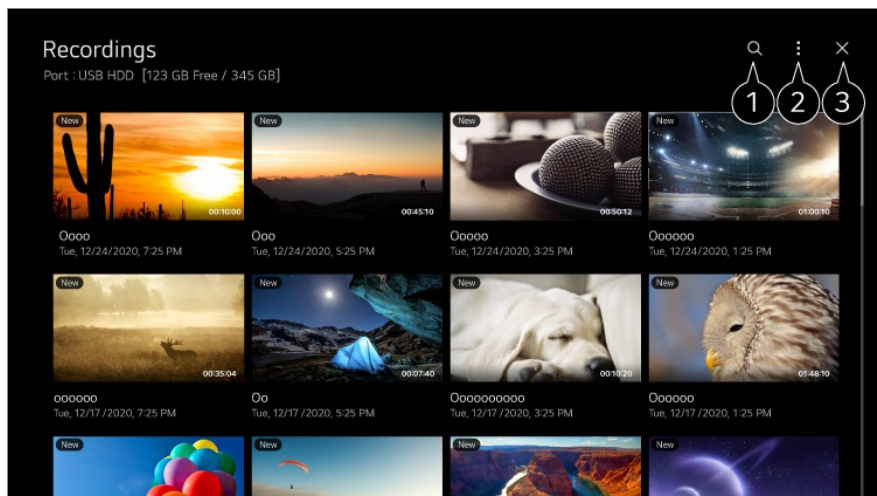 Recordings
Port : USB HDD [123 GB Free / 345 GB]
1 2 3
New New New New
00:10:00 00:45:10 00:50:12 01:00:10
Oooo Ooo Ooooo Oooooo
Tue, 12/24/2020, 7:25 PM Tue, 12/24/2020, 5:25 PM Tue, 12/24/2020, 3:25 PM Tue, 12/24/2020, 1:25 PM
New New New New
00:35:04 00:07:40 00:10:20 01:48:10
oooooo Oo Oooooooooo Oooooo
Tue, 12/17 /2020, 7:25 PM Tue, 12/17 /2020, 5:25 PM Tue, 12/17 /2020, 3:25 PM Tue, 12/17 /2020, 1:25 PM
New New New New